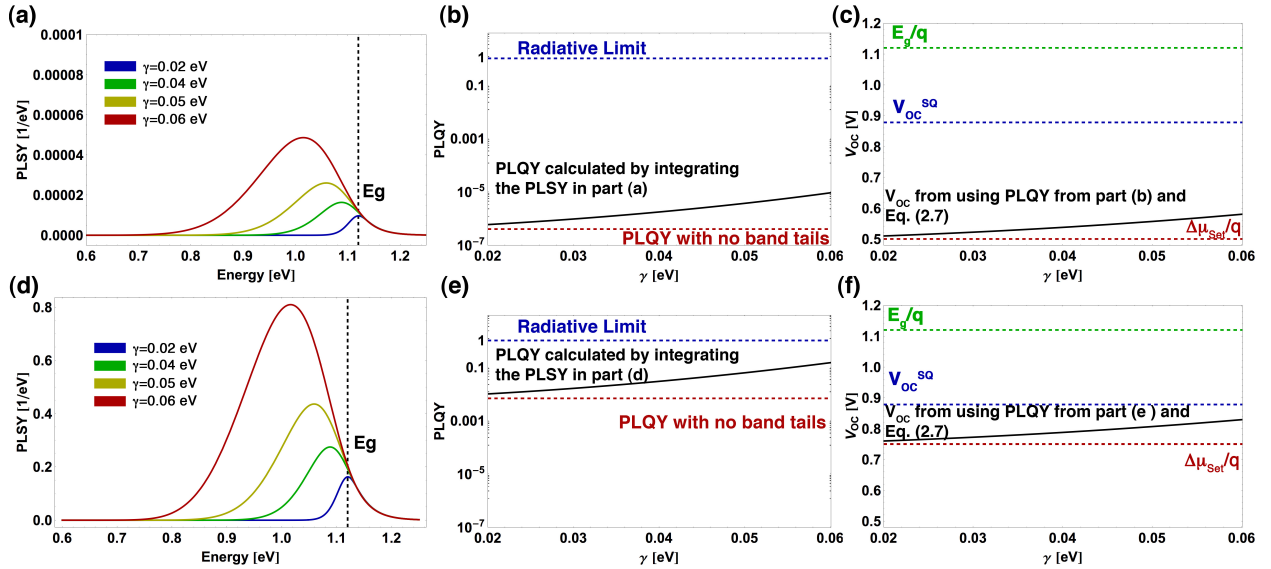 (a)
0.0001
0.00008
0.00006
0.00004
0.00002
0.0000
PLSY [1/eV]
γ=0.02 eV
γ=0.04 eV
γ=0.05 eV
γ=0.06 eV
Eg
0.6 0.7 0.8 0.9 1.0 1.1 1.2
Energy [eV]
(b)
1
0.1
0.001
10⁻⁵
10⁻⁷
PLQY
Radiative Limit
PLQY calculated by integrating
the PLSY in part (a)
PLQY with no band tails
0.02 0.03 0.04 0.05 0.06
γ [eV]
(c)
1.2
1.1
1.0
0.9
0.8
0.7
0.6
0.5
V_OC [V]
E_g/q
V_OC^SQ
V_OC from using PLQY from part (b) and
Eq. (2.7)
Δμ_Set/q
0.02 0.03 0.04 0.05 0.06
γ [eV]
(d)
0.8
0.6
0.4
0.2
0.0
PLSY [1/eV]
γ=0.02 eV
γ=0.04 eV
γ=0.05 eV
γ=0.06 eV
Eg
0.6 0.7 0.8 0.9 1.0 1.1 1.2
Energy [eV]
(e)
1
0.1
0.001
10⁻⁵
10⁻⁷
PLQY
Radiative Limit
PLQY calculated by integrating
the PLSY in part (d)
PLQY with no band tails
0.02 0.03 0.04 0.05 0.06
γ [eV]
(f)
1.2
1.1
1.0
0.9
0.8
0.7
0.6
0.5
V_OC [V]
E_g/q
V_OC^SQ
V_OC from using PLQY from part (e ) and
Eq. (2.7)
Δμ_Set/q
0.02 0.03 0.04 0.05 0.06
γ [eV]